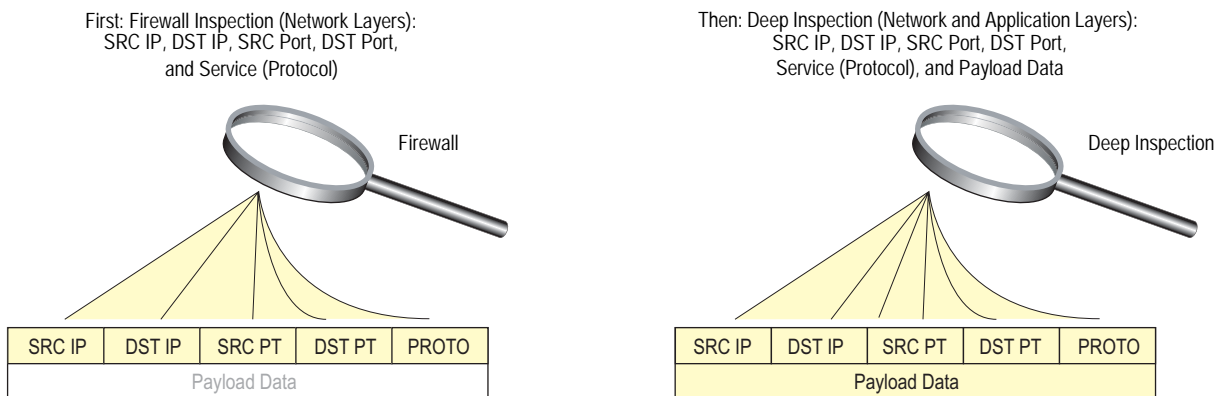 First: Firewall Inspection (Network Layers):
SRC IP, DST IP, SRC Port, DST Port,
and Service (Protocol)
Firewall
SRC IP DST IP SRC PT DST PT PROTO
Payload Data
Then: Deep Inspection (Network and Application Layers):
SRC IP, DST IP, SRC Port, DST Port,
Service (Protocol), and Payload Data
Deep Inspection
SRC IP DST IP SRC PT DST PT PROTO
Payload Data